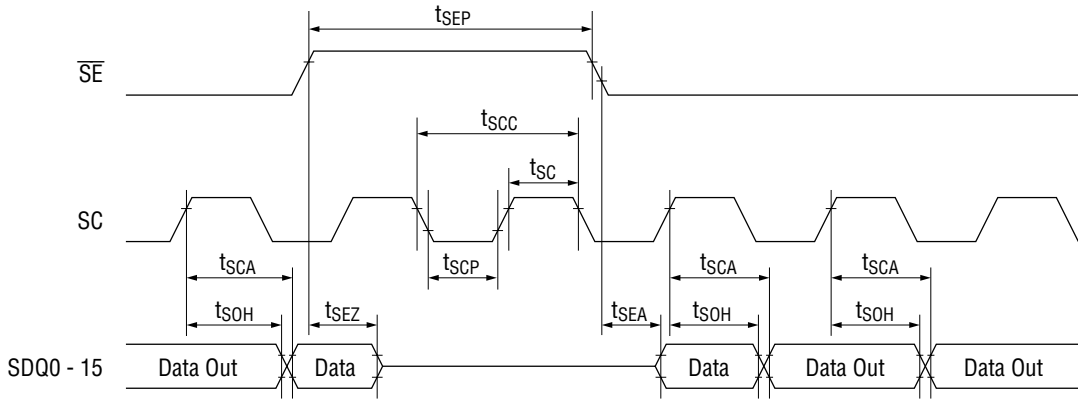 tSEP
SE
tSCC
tSC
SC
tSCA tSCP tSCA tSCA
tSOH tSEZ tSEA tSOH tSOH
SDQ0 - 15 Data Out Data Data Data Out Data Out